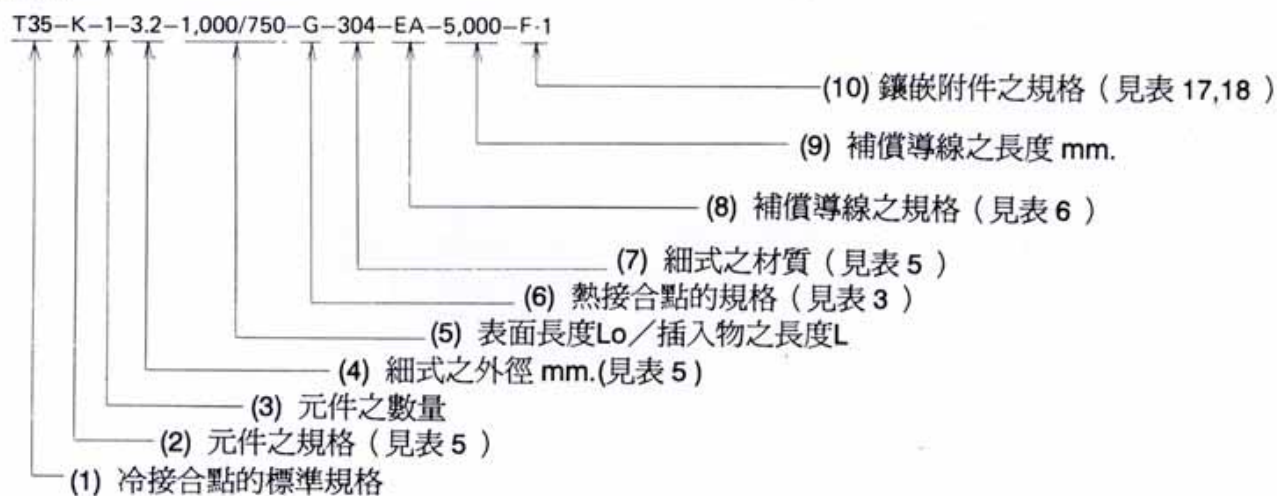 T35-K-1-3.2-1,000/750-G-304-EA-5,000-F·1
(10) 鑲嵌附件之規格（見表 17,18 ）
(9) 補償導線之長度 mm.
(8) 補償導線之規格（見表 6 ）
(7) 細式之材質（見表 5 ）
(6) 熱接合點的規格（見表 3 ）
(5) 表面長度Lo／插入物之長度L
(4) 細式之外徑 mm.(見表 5 )
(3) 元件之數量
(2) 元件之規格（見表 5 ）
(1) 冷接合點的標準規格